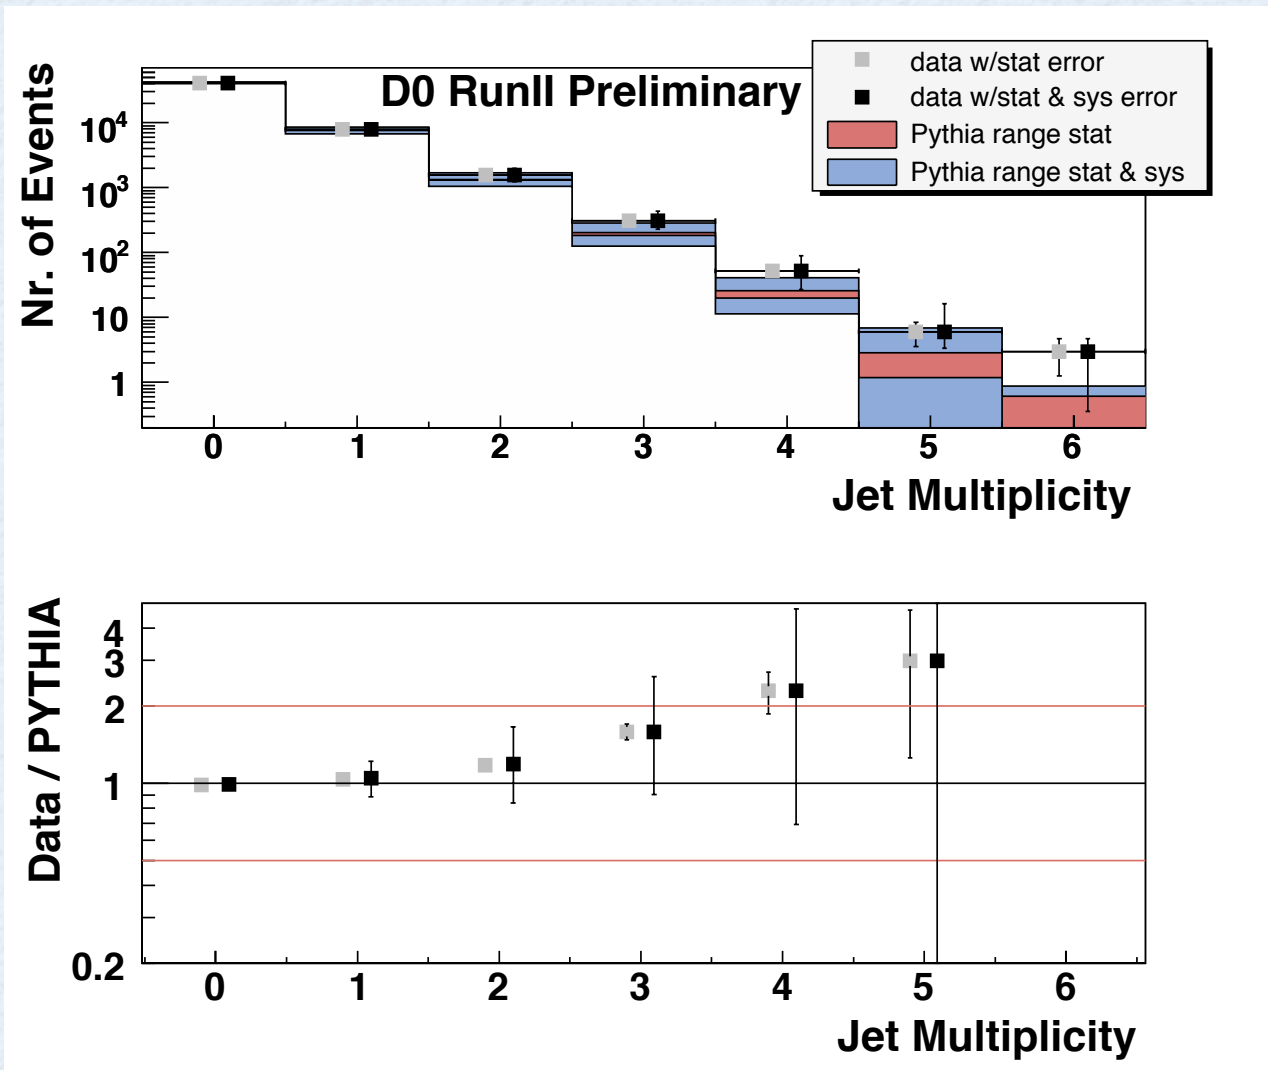 D0 RunII Preliminary
data w/stat error
data w/stat & sys error
Pythia range stat
Pythia range stat & sys
Nr. of Events
10⁴
10³
10²
10
1
0 1 2 3 4 5 6
Jet Multiplicity
Data / PYTHIA
4
3
2
1
0.2
0 1 2 3 4 5 6
Jet Multiplicity